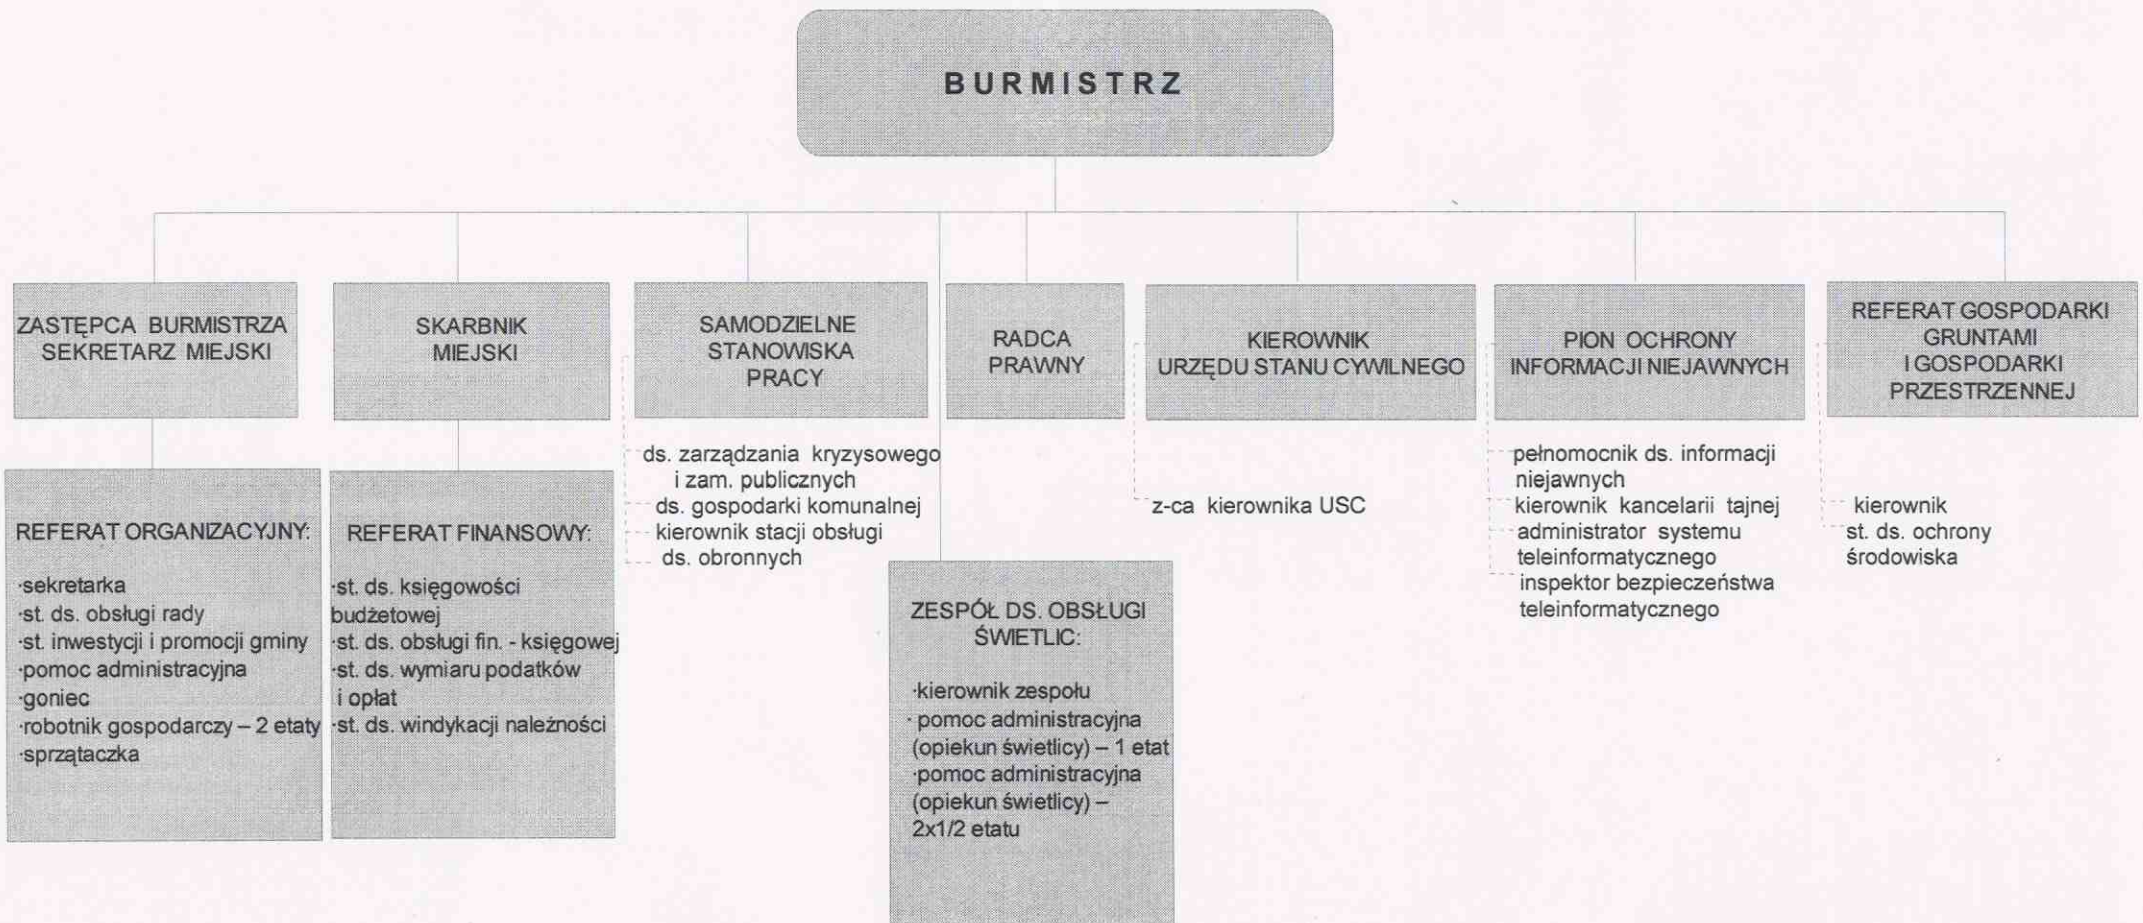 BURMISTRZ
ZASTĘPCA BURMISTRZA
SEKRETARZ MIEJSKI
SKARBNIK
MIEJSKI
SAMODZIELNE
STANOWISKA
PRACY
RADCA
PRAWNY
KIEROWNIK
URZĘDU STANU CYWILNEGO
PION OCHRONY
INFORMACJI NIEJAWNYCH
REFERAT GOSPODARKI
GRUNTAMI
I GOSPODARKI
PRZESTRZENNEJ
REFERAT ORGANIZACYJNY:
·sekretarka
·st. ds. obsługi rady
·st. inwestycji i promocji gminy
·pomoc administracyjna
·goniec
·robotnik gospodarczy – 2 etaty
·sprzątaczka
REFERAT FINANSOWY:
·st. ds. księgowości
budżetowej
·st. ds. obsługi fin. - księgowej
·st. ds. wymiaru podatków
i opłat
·st. ds. windykacji należności
ds. zarządzania kryzysowego
i zam. publicznych
ds. gospodarki komunalnej
kierownik stacji obsługi
ds. obronnych
ZESPÓŁ DS. OBSŁUGI
ŚWIETLIC:
·kierownik zespołu
· pomoc administracyjna
(opiekun świetlicy) – 1 etat
·pomoc administracyjna
(opiekun świetlicy) –
2x1/2 etatu
z-ca kierownika USC
pełnomocnik ds. informacji
niejawnych
kierownik kancelarii tajnej
administrator systemu
teleinformatycznego
inspektor bezpieczeństwa
teleinformatycznego
kierownik
st. ds. ochrony
środowiska